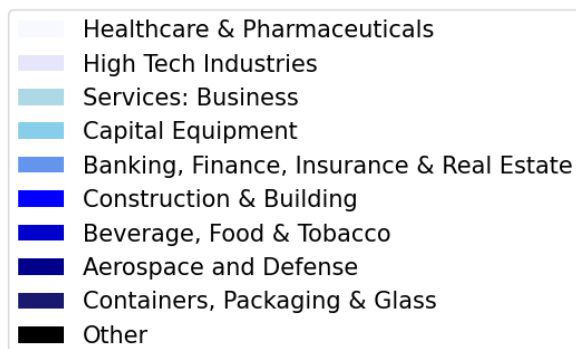 Healthcare & Pharmaceuticals
High Tech Industries
Services: Business
Capital Equipment
Banking, Finance, Insurance & Real Estate
Construction & Building
Beverage, Food & Tobacco
Aerospace and Defense
Containers, Packaging & Glass
Other